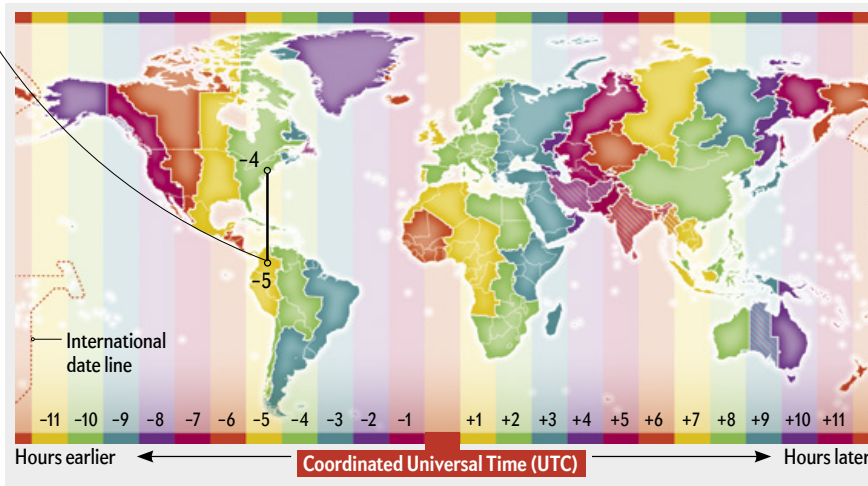 –4
–5
International
date line
–11 –10 –9 –8 –7 –6 –5 –4 –3 –2 –1 +1 +2 +3 +4 +5 +6 +7 +8 +9 +10 +11
Hours earlier Coordinated Universal Time (UTC) Hours later